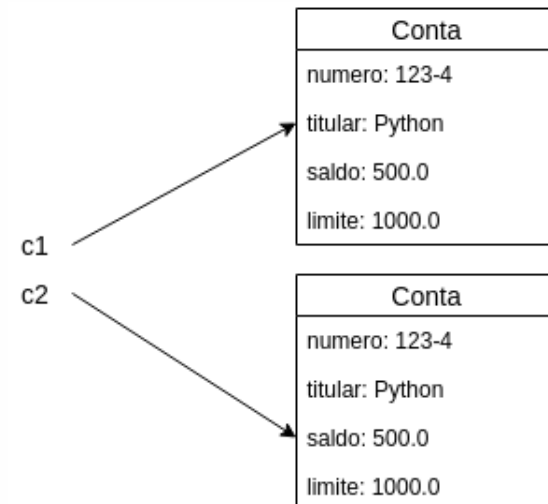 Conta
numero: 123-4
titular: Python
saldo: 500.0
limite: 1000.0
c1
c2
Conta
numero: 123-4
titular: Python
saldo: 500.0
limite: 1000.0